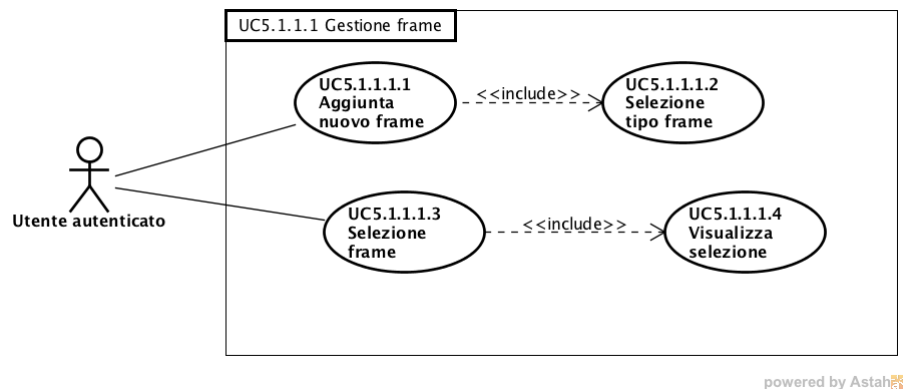 UC5.1.1.1 Gestione frame
UC5.1.1.1.1
Aggiunta
nuovo frame
<<include>>
UC5.1.1.1.2
Selezione
tipo frame
Utente autenticato
UC5.1.1.1.3
Selezione
frame
<<include>>
UC5.1.1.1.4
Visualizza
selezione
powered by Astah